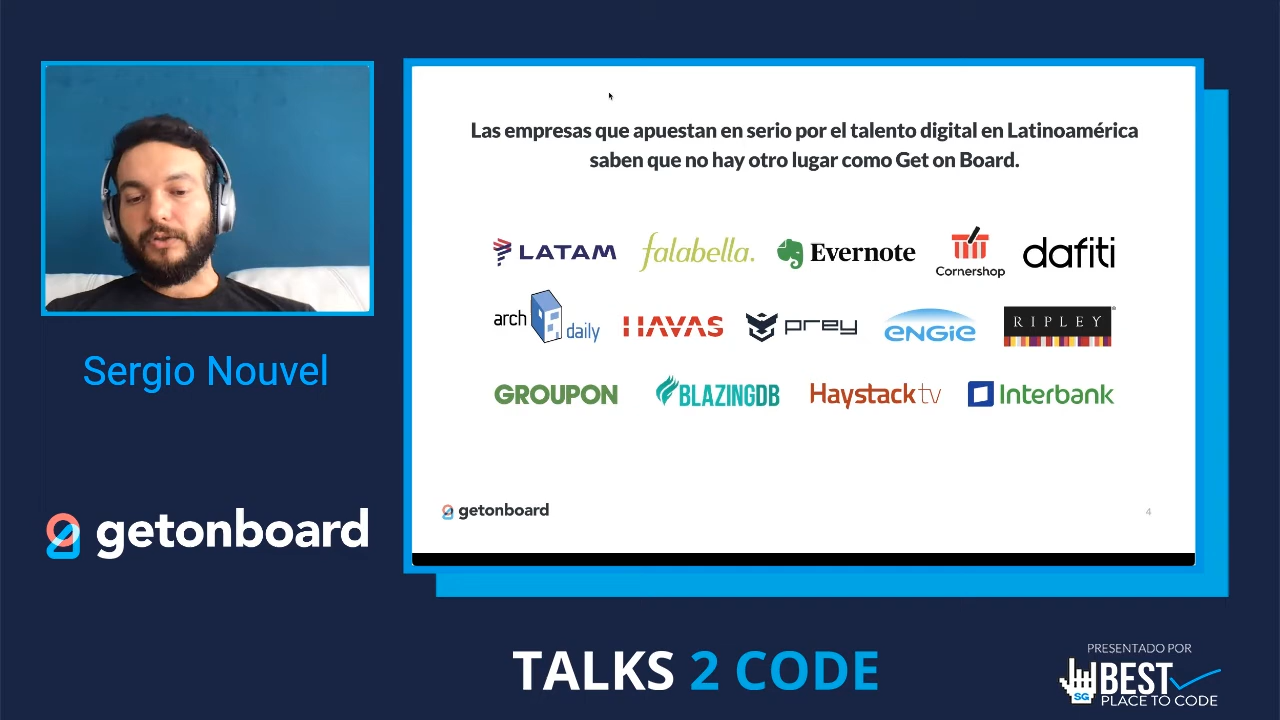 Las empresas que apuestan en serio por el talento digital en Latinoamérica
saben que no hay otro lugar como Get on Board.
LATAM
falabella.
Evernote
Cornershop
dafiti
arch
daily
HAVAS
prey
ENGIE
RIPLEY
GROUPON
BLAZINGDB
Haystack tv
Interbank
getonboard
4
Sergio Nouvel
getonboard
TALKS 2 CODE
PRESENTADO POR
SG
BEST
PLACE TO CODE